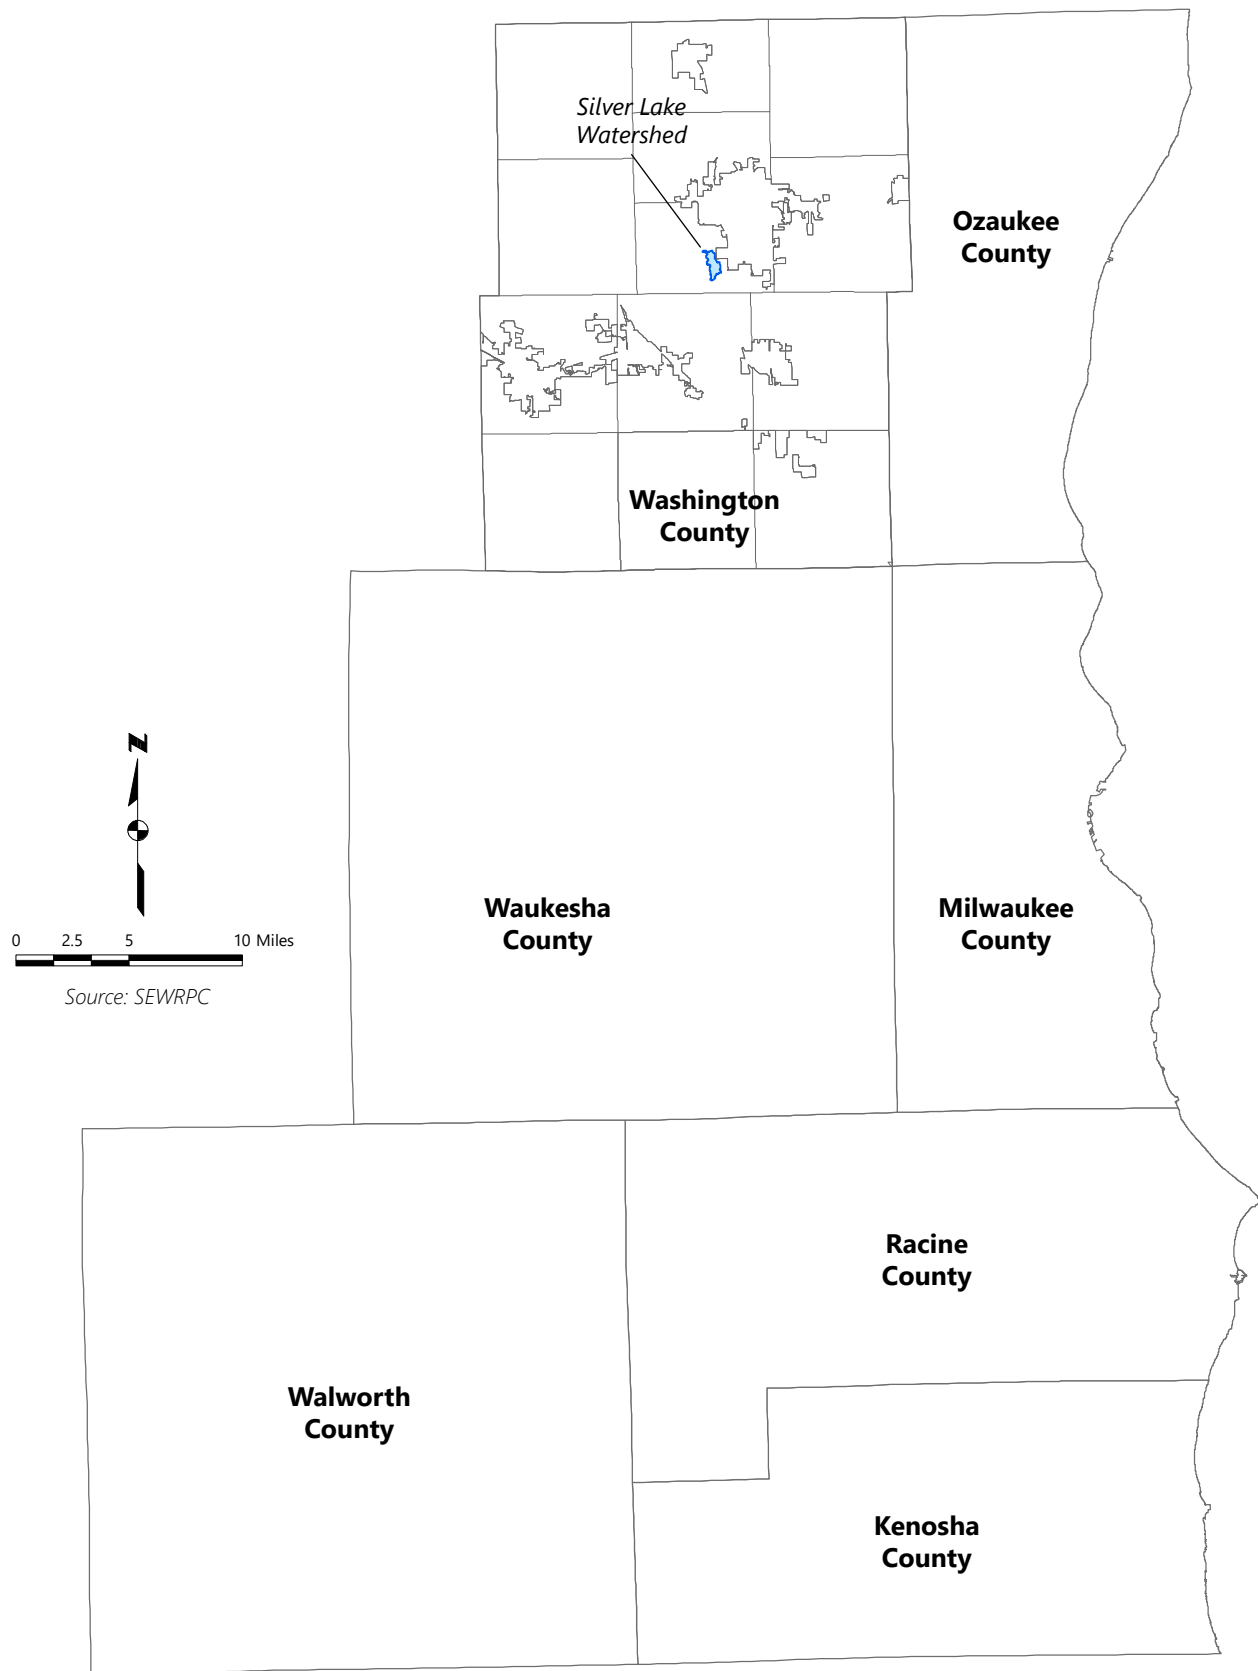 Silver Lake
Watershed
Ozaukee
County
Washington
County
N
Waukesha
County
Milwaukee
County
0 2.5 5 10 Miles
Source: SEWRPC
Racine
County
Walworth
County
Kenosha
County